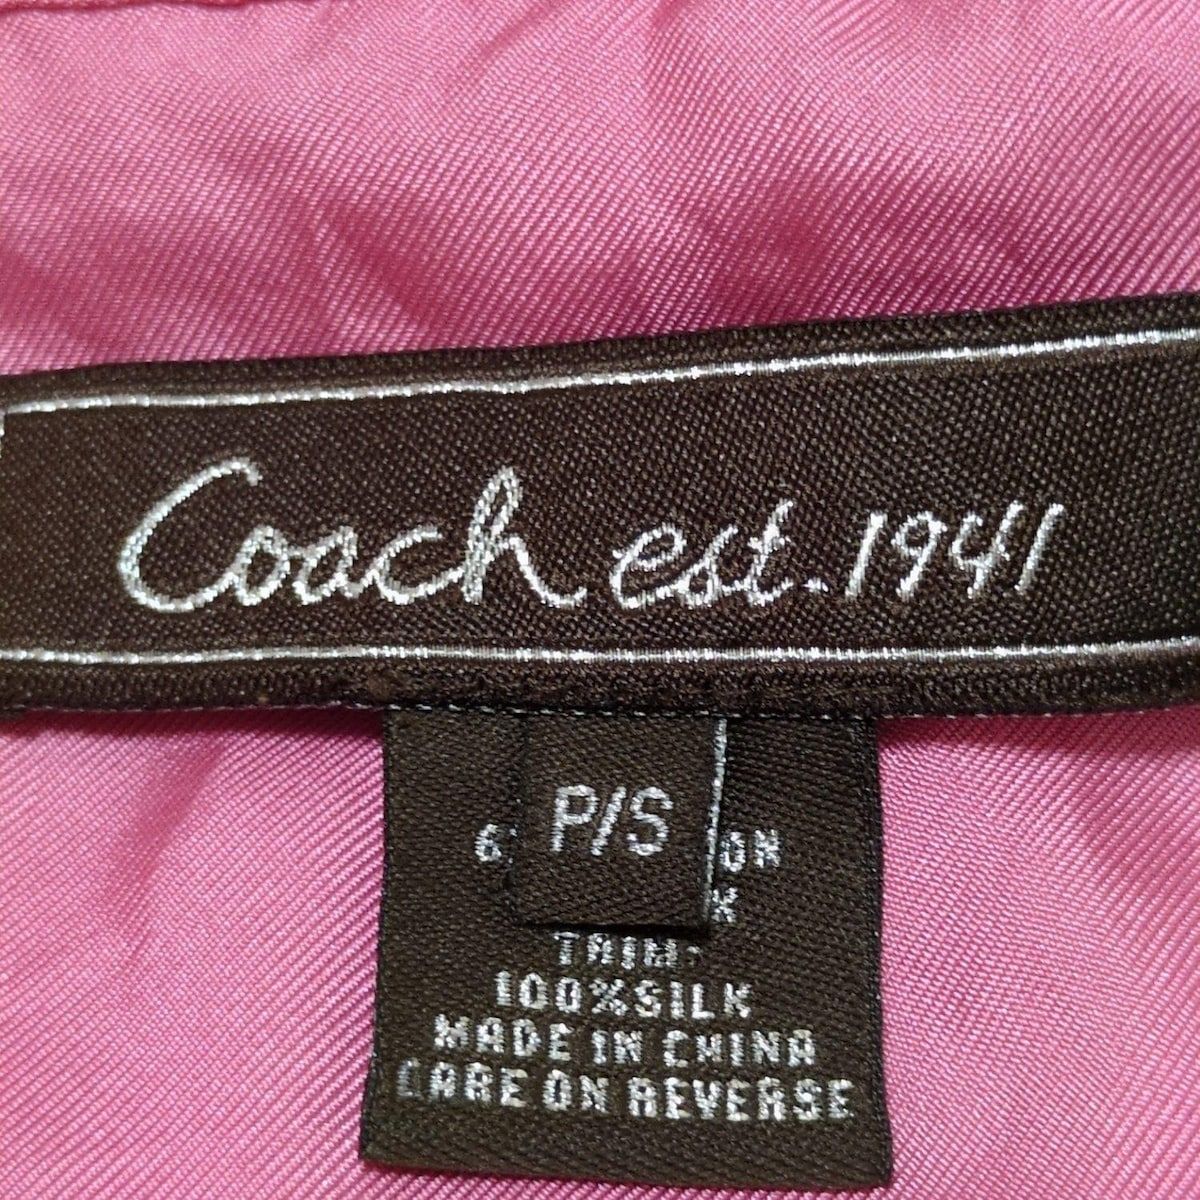 Coach est. 1941
P/S
TRIM-
100%SILK
MADE IN CHINA
CARE ON REVERSE